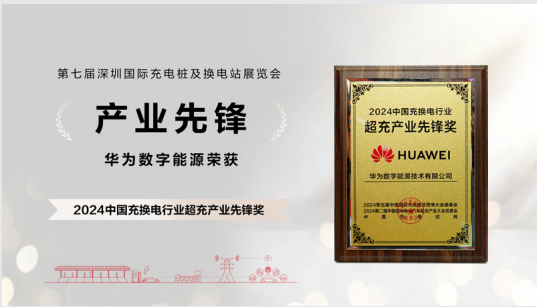 第七届深圳国际充电桩及换电站展览会
产业先锋
华为数字能源荣获
2024中国充换电行业超充产业先锋奖
2024中国充换电行业
超充产业先锋奖
HUAWEI
华为数字能源技术有限公司